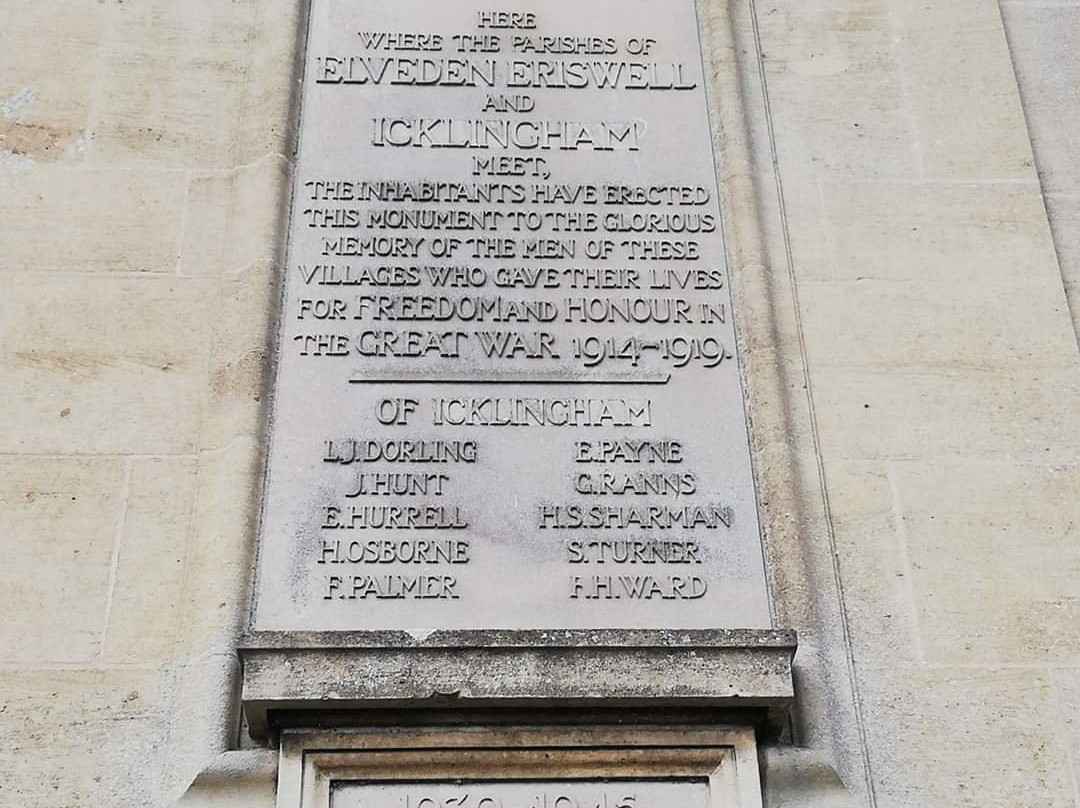 HERE
WHERE THE PARISHES OF
ELVEDEN ERISWELL
AND
ICKLINGHAM
MEET,
THE INHABITANTS HAVE ERECTED
THIS MONUMENT TO THE GLORIOUS
MEMORY OF THE MEN OF THESE
VILLAGES WHO GAVE THEIR LIVES
FOR FREEDOM AND HONOUR IN
THE GREAT WAR 1914-1919.
OF ICKLINGHAM
L.J.DORLING E.PAYNE
J.HUNT G.RANNS
E.HURRELL H.S.SHARMAN
H.OSBORNE S.TURNER
F.PALMER F.H.WARD
1939-1945